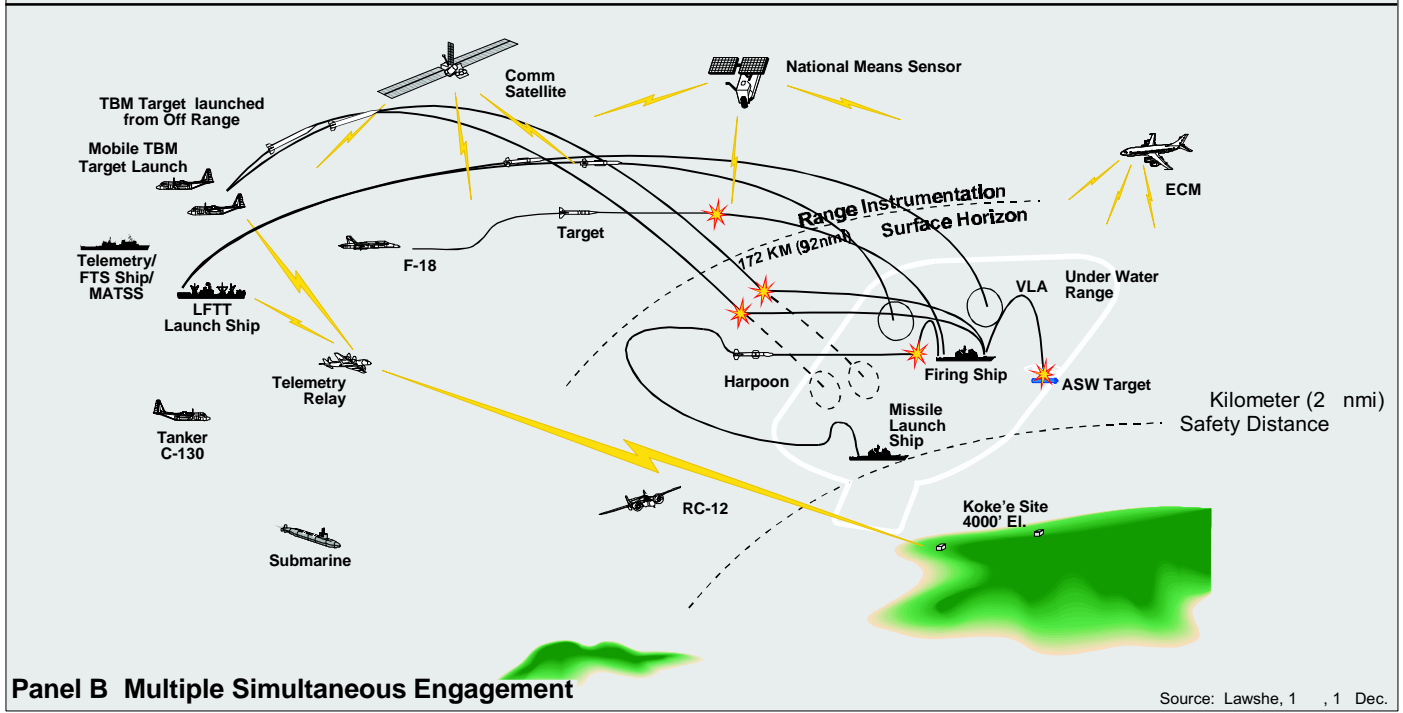 National Means Sensor
Comm
Satellite
TBM Target launched
from Off Range
Mobile TBM
Target Launch
ECM
Range Instrumentation
Surface Horizon
172 KM (92nmi)
Target
F-18
Telemetry/
FTS Ship/
MATSS
LFTT
Launch Ship
VLA
Under Water
Range
Telemetry
Relay
Harpoon
Firing Ship
ASW Target
Kilometer (2 nmi)
Safety Distance
Missile
Launch
Ship
Tanker
C-130
RC-12
Koke’e Site
4000’ El.
Submarine
Panel B Multiple Simultaneous Engagement
Source: Lawshe, 1 , 1 Dec.